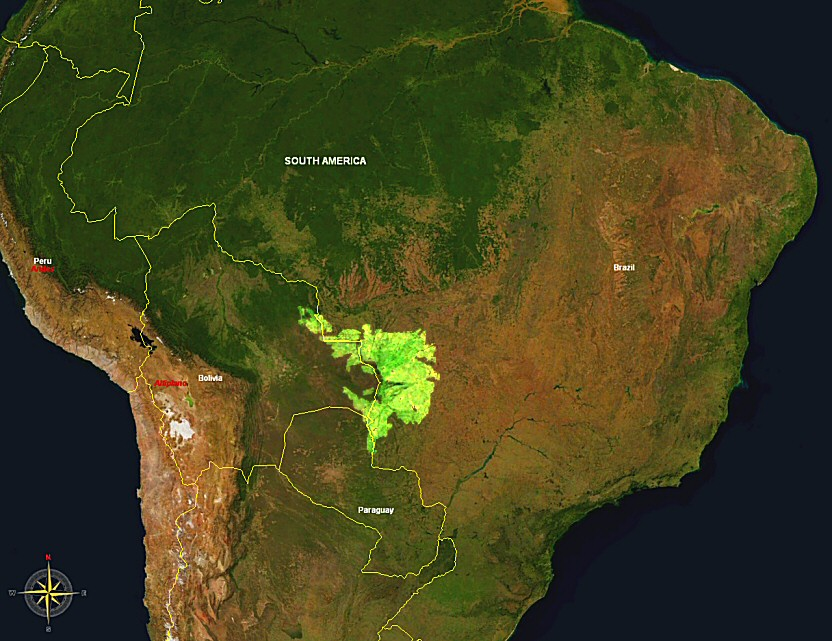 SOUTH AMERICA
Peru
Andes
Brazil
Bolivia
Altiplano
Paraguay
N
W
E
S